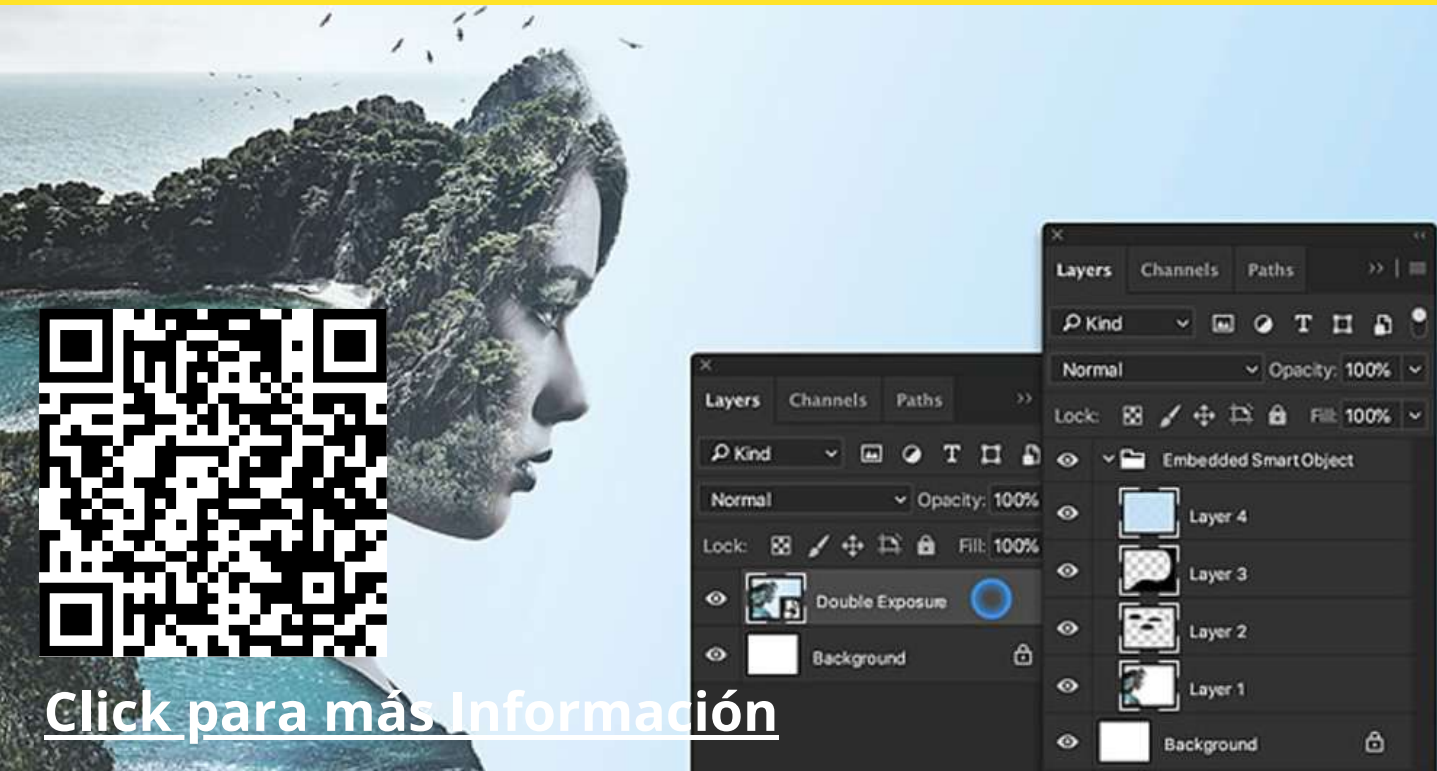 Layers Channels Paths
Kind
Normal Opacity: 100%
Lock: Fill: 100%
Double Exposure
Background
Layers Channels Paths
Kind
Normal Opacity: 100%
Lock: Fill: 100%
Embedded Smart Object
Layer 4
Layer 3
Layer 2
Layer 1
Background
Click para más Información